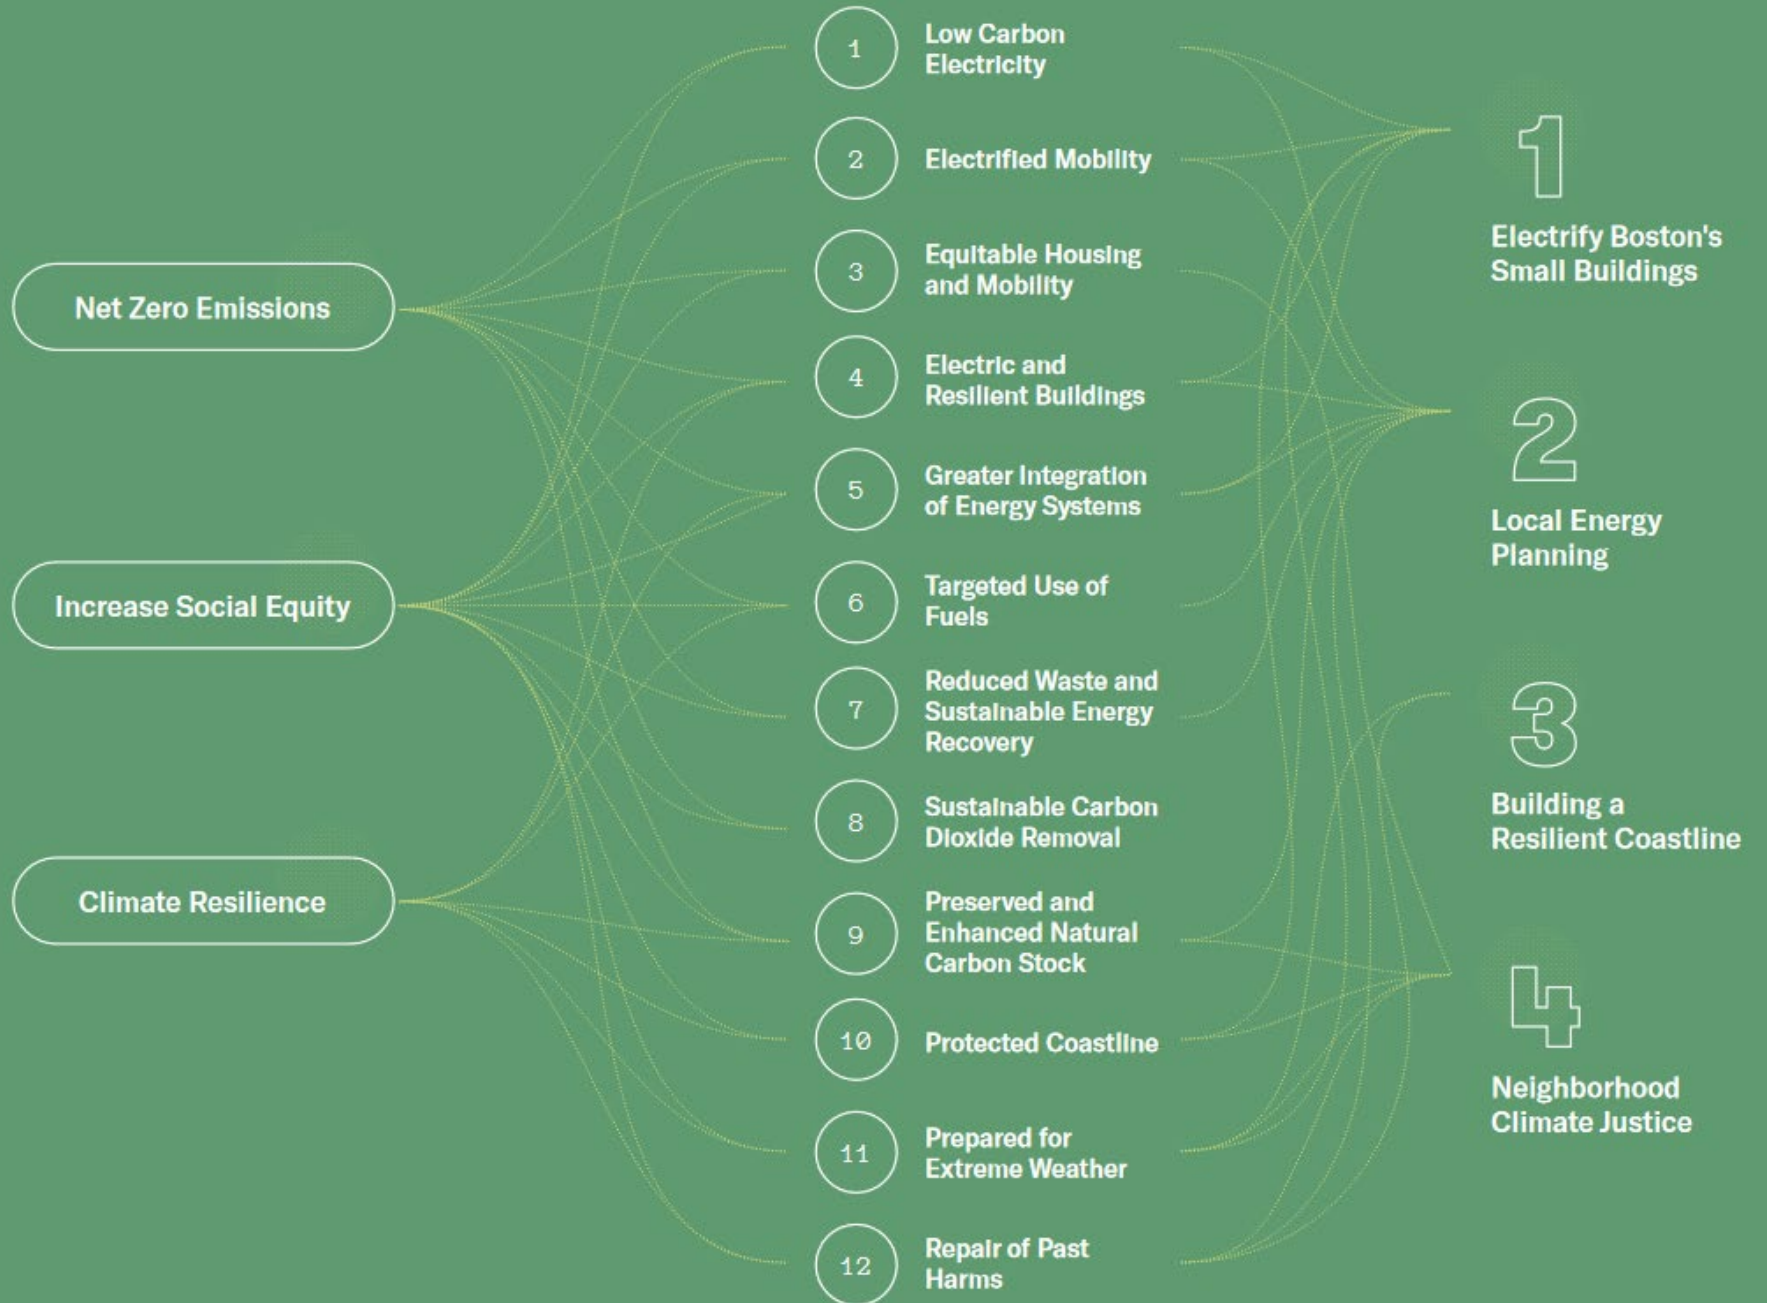 Net Zero Emissions
Increase Social Equity
Climate Resilience
1
Low Carbon
Electricity
2
Electrified Mobility
3
Equitable Housing
and Mobility
4
Electric and
Resilient Buildings
5
Greater Integration
of Energy Systems
6
Targeted Use of
Fuels
7
Reduced Waste and
Sustainable Energy
Recovery
8
Sustainable Carbon
Dioxide Removal
9
Preserved and
Enhanced Natural
Carbon Stock
10
Protected Coastline
11
Prepared for
Extreme Weather
12
Repair of Past
Harms
1
Electrify Boston's
Small Buildings
2
Local Energy
Planning
3
Building a
Resilient Coastline
4
Neighborhood
Climate Justice